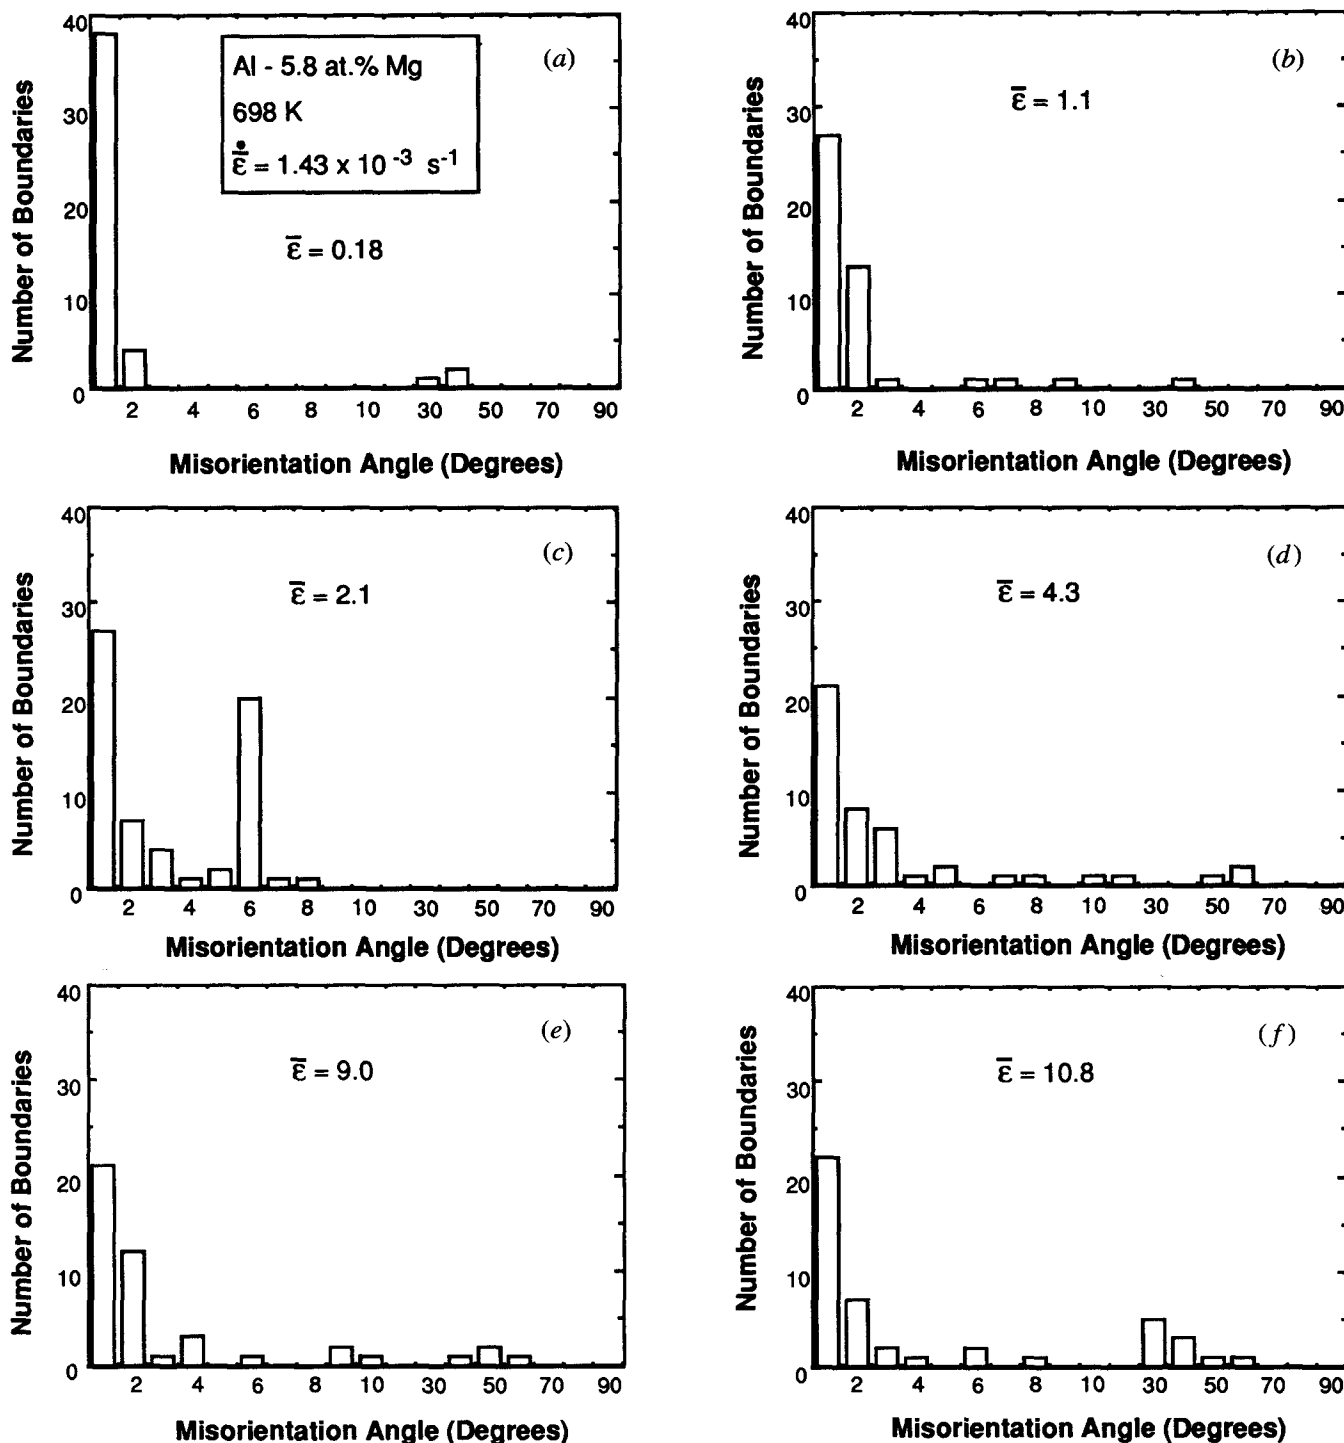 (a)
Al - 5.8 at.% Mg
698 K
ε̄̇ = 1.43 x 10⁻³ s⁻¹
ε̄ = 0.18
Number of Boundaries
40
30
20
10
0
2 4 6 8 10 30 50 70 90
Misorientation Angle (Degrees)
(b)
ε̄ = 1.1
Number of Boundaries
40
30
20
10
0
2 4 6 8 10 30 50 70 90
Misorientation Angle (Degrees)
(c)
ε̄ = 2.1
Number of Boundaries
40
30
20
10
0
2 4 6 8 10 30 50 70 90
Misorientation Angle (Degrees)
(d)
ε̄ = 4.3
Number of Boundaries
40
30
20
10
0
2 4 6 8 10 30 50 70 90
Misorientation Angle (Degrees)
(e)
ε̄ = 9.0
Number of Boundaries
40
30
20
10
0
2 4 6 8 10 30 50 70 90
Misorientation Angle (Degrees)
(f)
ε̄ = 10.8
Number of Boundaries
40
30
20
10
0
2 4 6 8 10 30 50 70 90
Misorientation Angle (Degrees)